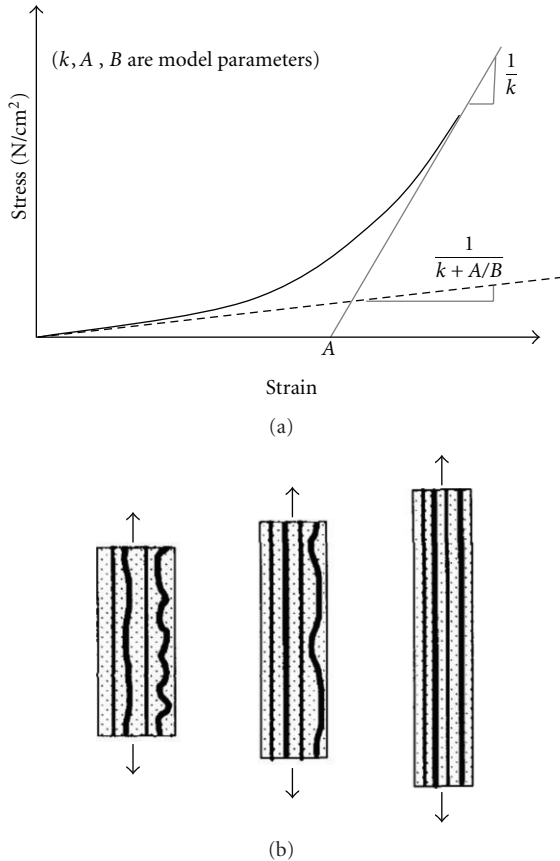 (k, A , B are model parameters)
1
k
Stress (N/cm²)
1
k + A/B
A
Strain
(a)
(b)